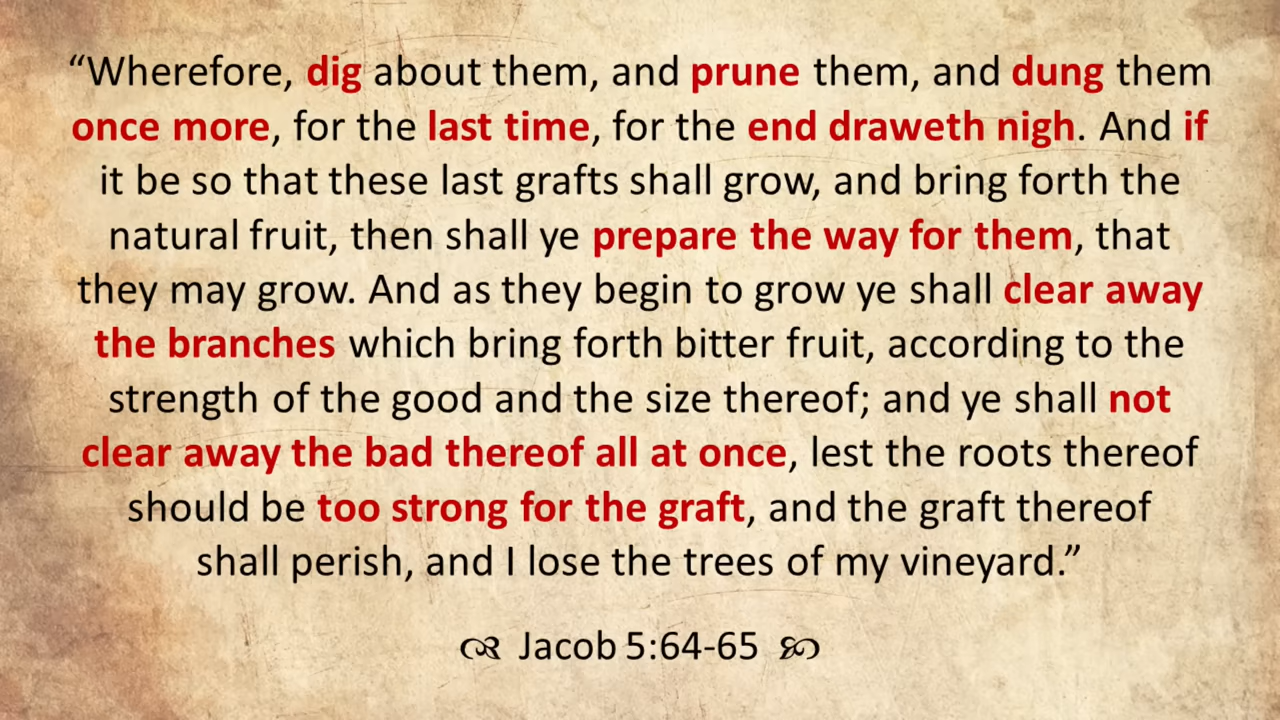 “Wherefore, dig about them, and prune them, and dung them
once more, for the last time, for the end draweth nigh. And if
it be so that these last grafts shall grow, and bring forth the
natural fruit, then shall ye prepare the way for them, that
they may grow. And as they begin to grow ye shall clear away
the branches which bring forth bitter fruit, according to the
strength of the good and the size thereof; and ye shall not
clear away the bad thereof all at once, lest the roots thereof
should be too strong for the graft, and the graft thereof
shall perish, and I lose the trees of my vineyard.”
Jacob 5:64-65